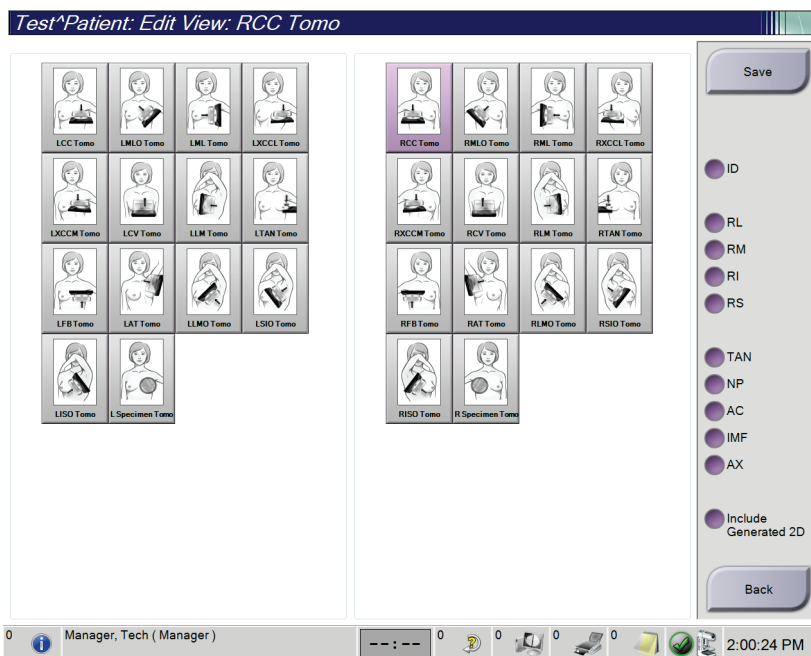 Test^Patient: Edit View: RCC Tomo
LCC Tomo LMLO Tomo LML Tomo LXCCL Tomo
LXCCM Tomo LCV Tomo LLM Tomo LTAN Tomo
LFB Tomo LAT Tomo LLMO Tomo LSIO Tomo
LISO Tomo L Specimen Tomo
RCC Tomo RMLO Tomo RML Tomo RXCCL Tomo
RXCCM Tomo RCV Tomo RLM Tomo RTAN Tomo
RFB Tomo RAT Tomo RLMO Tomo RSIO Tomo
RISO Tomo R Specimen Tomo
Save
ID
RL
RM
RI
RS
TAN
NP
AC
IMF
AX
Include
Generated 2D
Back
0 Manager, Tech ( Manager ) --:-- 0 0 0 0 2:00:24 PM